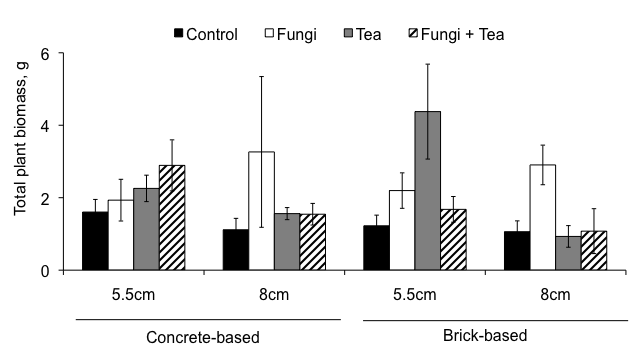 Control Fungi Tea Fungi + Tea
Total plant biomass, g
6
4
2
0
5.5cm 8cm 5.5cm 8cm
Concrete-based Brick-based